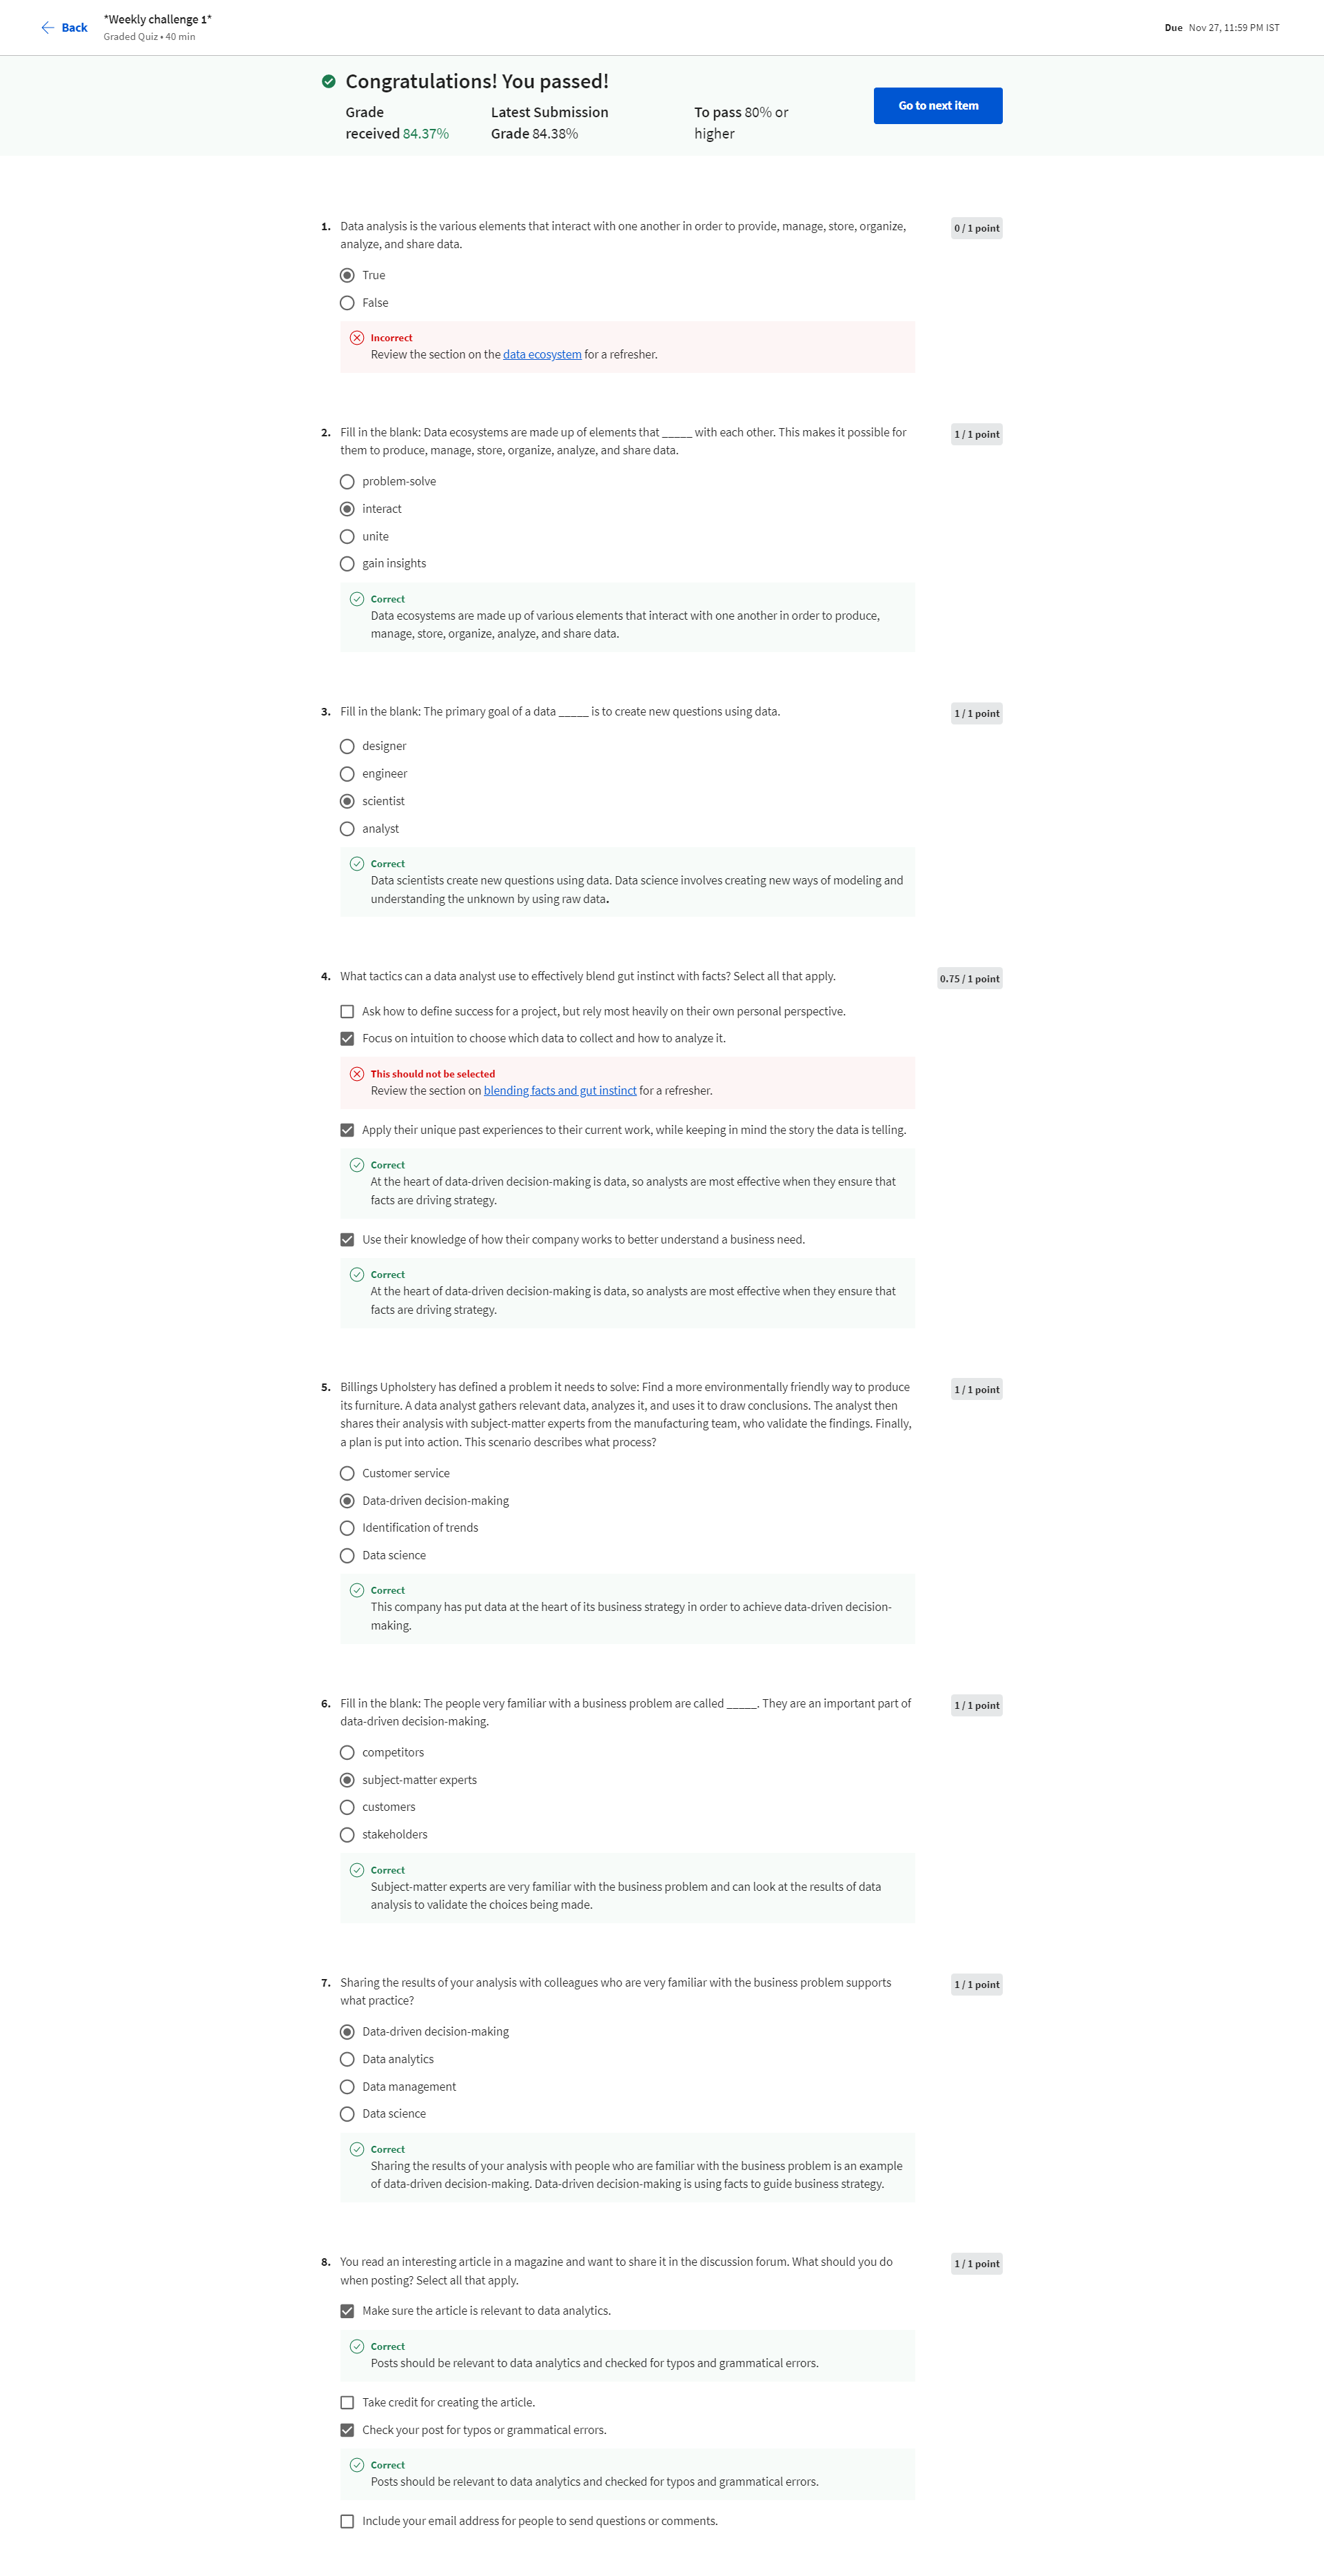 Back
*Weekly challenge 1*
Graded Quiz • 40 min
Due Nov 27, 11:59 PM IST
Congratulations! You passed!
Grade
received 84.37%
Latest Submission
Grade 84.38%
To pass 80% or
higher
Go to next item
1. Data analysis is the various elements that interact with one another in order to provide, manage, store, organize,
analyze, and share data.
0 / 1 point
True
False
Incorrect
Review the section on the data ecosystem for a refresher.
2. Fill in the blank: Data ecosystems are made up of elements that _____ with each other. This makes it possible for
them to produce, manage, store, organize, analyze, and share data.
1 / 1 point
problem-solve
interact
unite
gain insights
Correct
Data ecosystems are made up of various elements that interact with one another in order to produce,
manage, store, organize, analyze, and share data.
3. Fill in the blank: The primary goal of a data _____ is to create new questions using data.
1 / 1 point
designer
engineer
scientist
analyst
Correct
Data scientists create new questions using data. Data science involves creating new ways of modeling and
understanding the unknown by using raw data.
4. What tactics can a data analyst use to effectively blend gut instinct with facts? Select all that apply.
0.75 / 1 point
Ask how to define success for a project, but rely most heavily on their own personal perspective.
Focus on intuition to choose which data to collect and how to analyze it.
This should not be selected
Review the section on blending facts and gut instinct for a refresher.
Apply their unique past experiences to their current work, while keeping in mind the story the data is telling.
Correct
At the heart of data-driven decision-making is data, so analysts are most effective when they ensure that
facts are driving strategy.
Use their knowledge of how their company works to better understand a business need.
Correct
At the heart of data-driven decision-making is data, so analysts are most effective when they ensure that
facts are driving strategy.
5. Billings Upholstery has defined a problem it needs to solve: Find a more environmentally friendly way to produce
its furniture. A data analyst gathers relevant data, analyzes it, and uses it to draw conclusions. The analyst then
shares their analysis with subject-matter experts from the manufacturing team, who validate the findings. Finally,
a plan is put into action. This scenario describes what process?
1 / 1 point
Customer service
Data-driven decision-making
Identification of trends
Data science
Correct
This company has put data at the heart of its business strategy in order to achieve data-driven decision-
making.
6. Fill in the blank: The people very familiar with a business problem are called _____. They are an important part of
data-driven decision-making.
1 / 1 point
competitors
subject-matter experts
customers
stakeholders
Correct
Subject-matter experts are very familiar with the business problem and can look at the results of data
analysis to validate the choices being made.
7. Sharing the results of your analysis with colleagues who are very familiar with the business problem supports
what practice?
1 / 1 point
Data-driven decision-making
Data analytics
Data management
Data science
Correct
Sharing the results of your analysis with people who are familiar with the business problem is an example
of data-driven decision-making. Data-driven decision-making is using facts to guide business strategy.
8. You read an interesting article in a magazine and want to share it in the discussion forum. What should you do
when posting? Select all that apply.
1 / 1 point
Make sure the article is relevant to data analytics.
Correct
Posts should be relevant to data analytics and checked for typos and grammatical errors.
Take credit for creating the article.
Check your post for typos or grammatical errors.
Correct
Posts should be relevant to data analytics and checked for typos and grammatical errors.
Include your email address for people to send questions or comments.